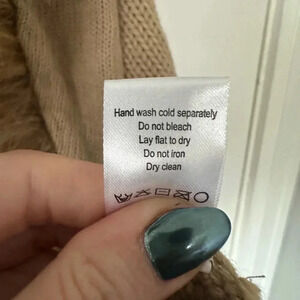 Hand wash cold separately
Do not bleach
Lay flat to dry
Do not iron
Dry clean